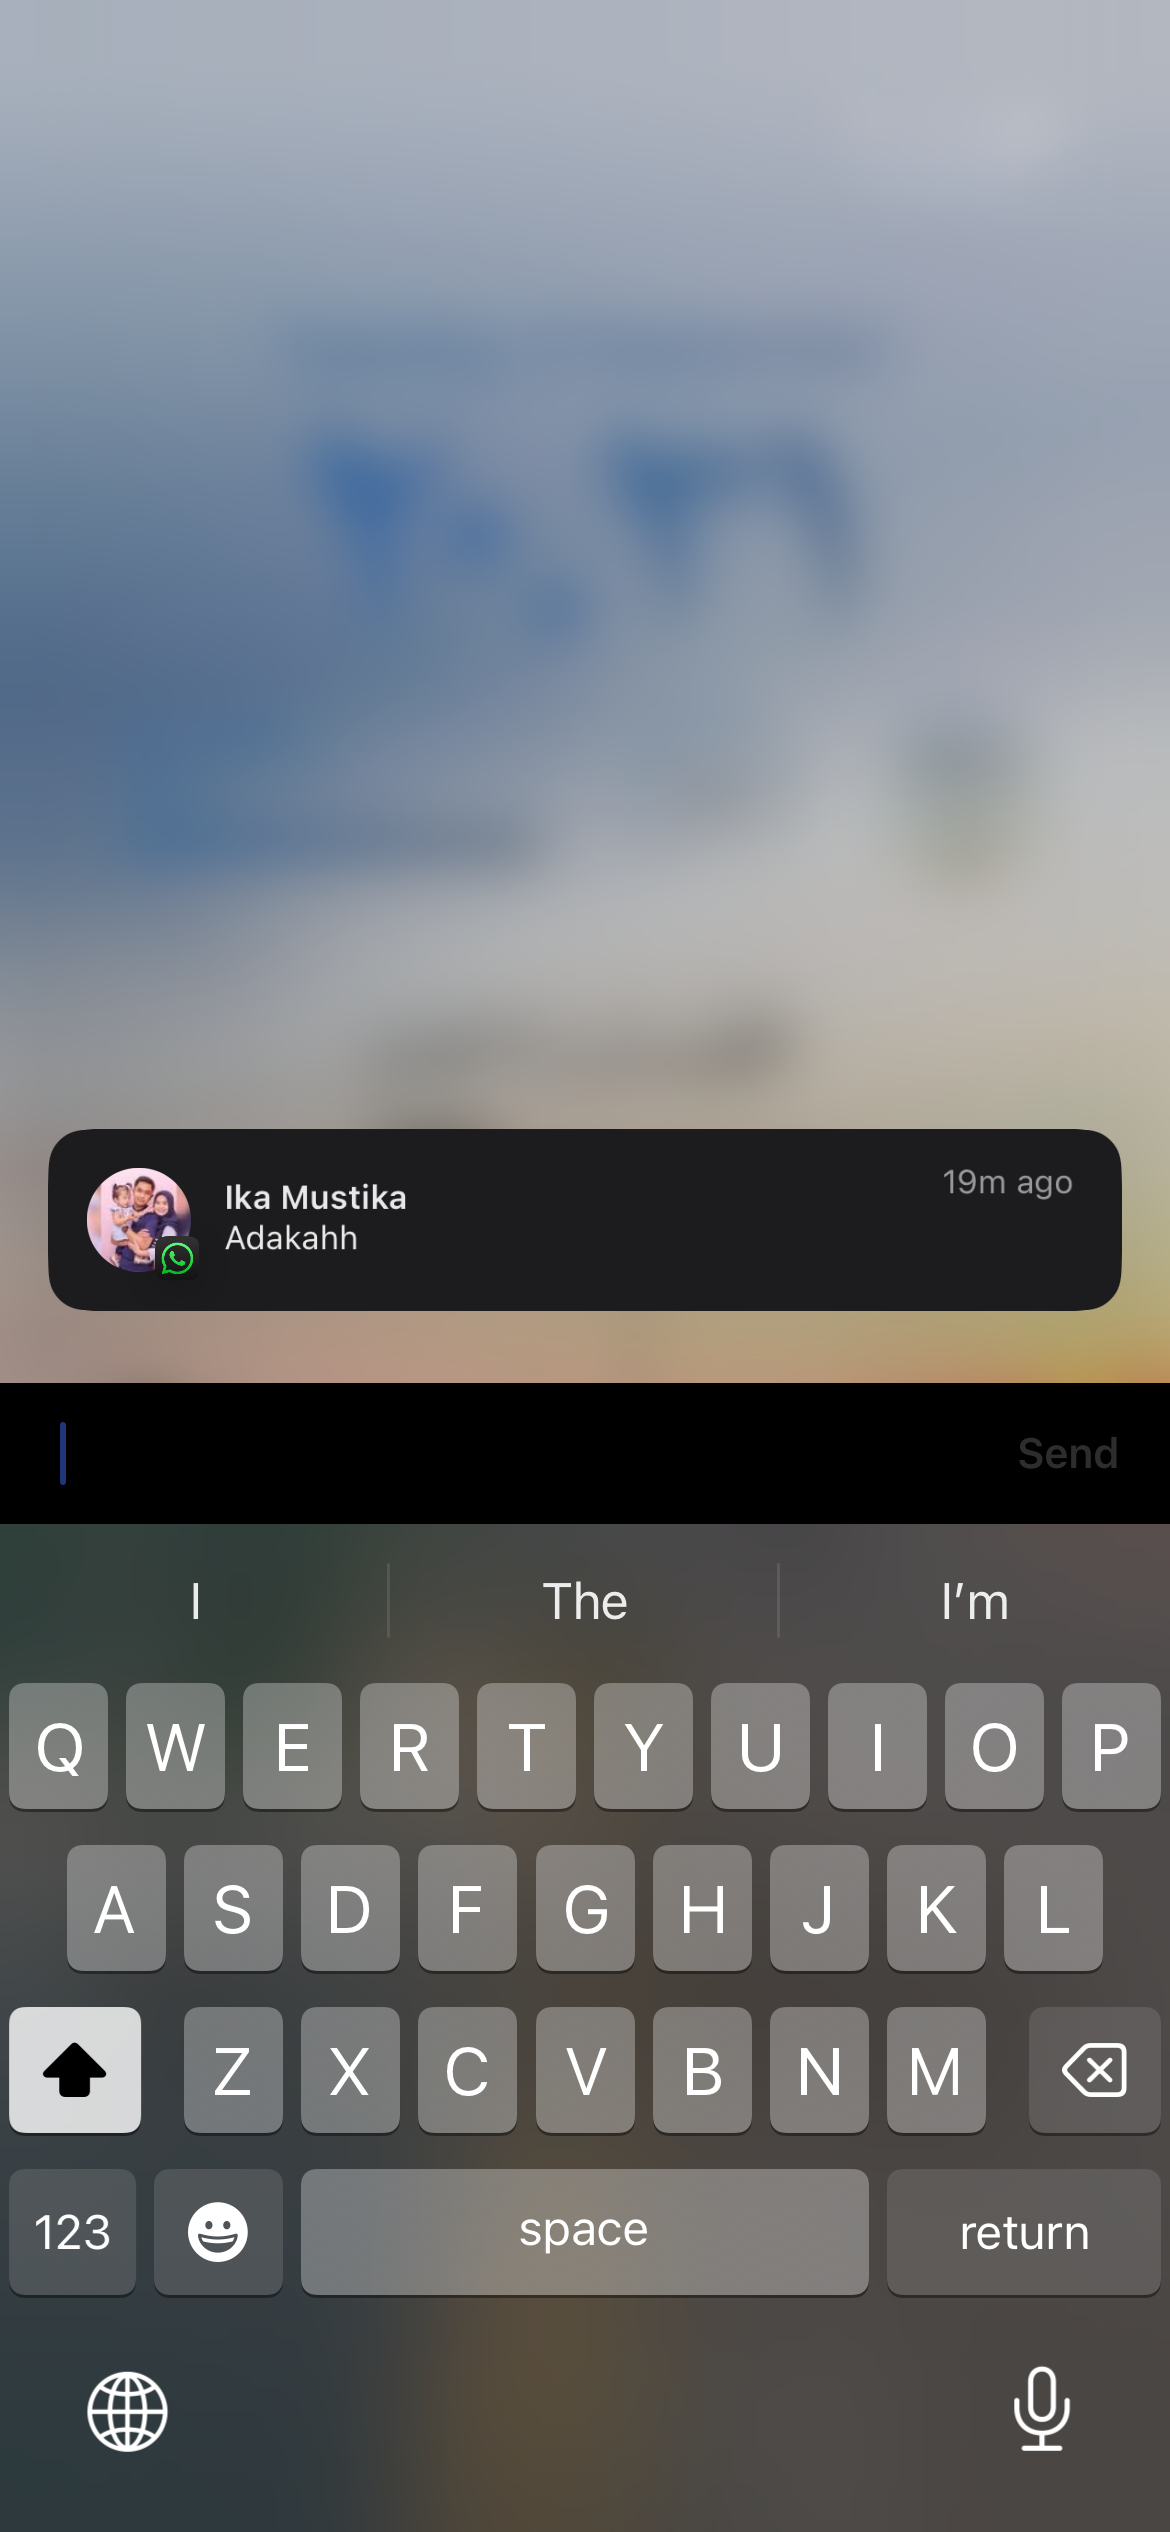 Ika Mustika
19m ago
Adakahh
Send
I
The
I’m
Q W E R T Y U I O P
A S D F G H J K L
Z X C V B N M
123
space
return